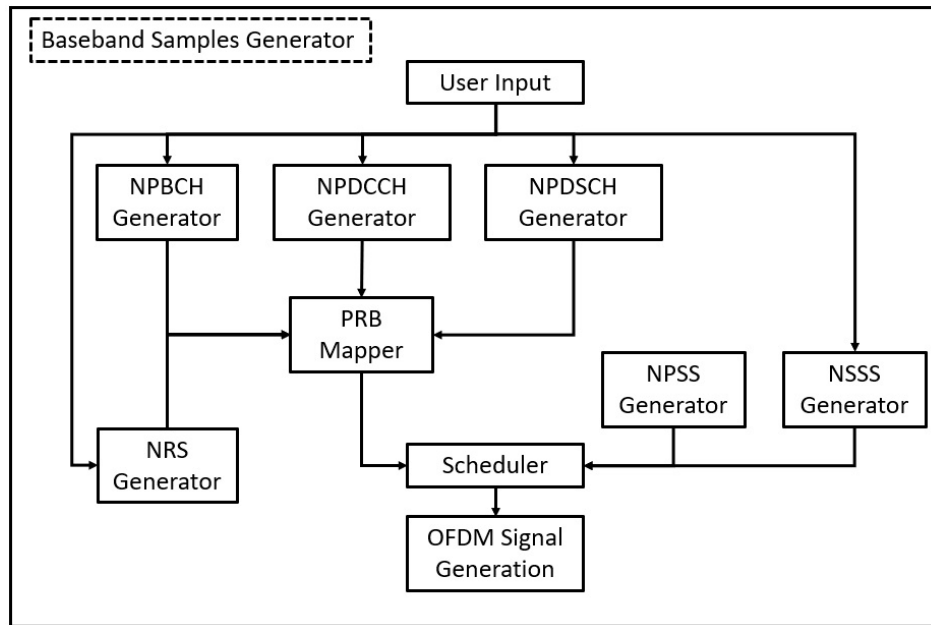 Baseband Samples Generator
User Input
NPBCH
Generator
NPDCCH
Generator
NPDSCH
Generator
PRB
Mapper
NPSS
Generator
NSSS
Generator
NRS
Generator
Scheduler
OFDM Signal
Generation